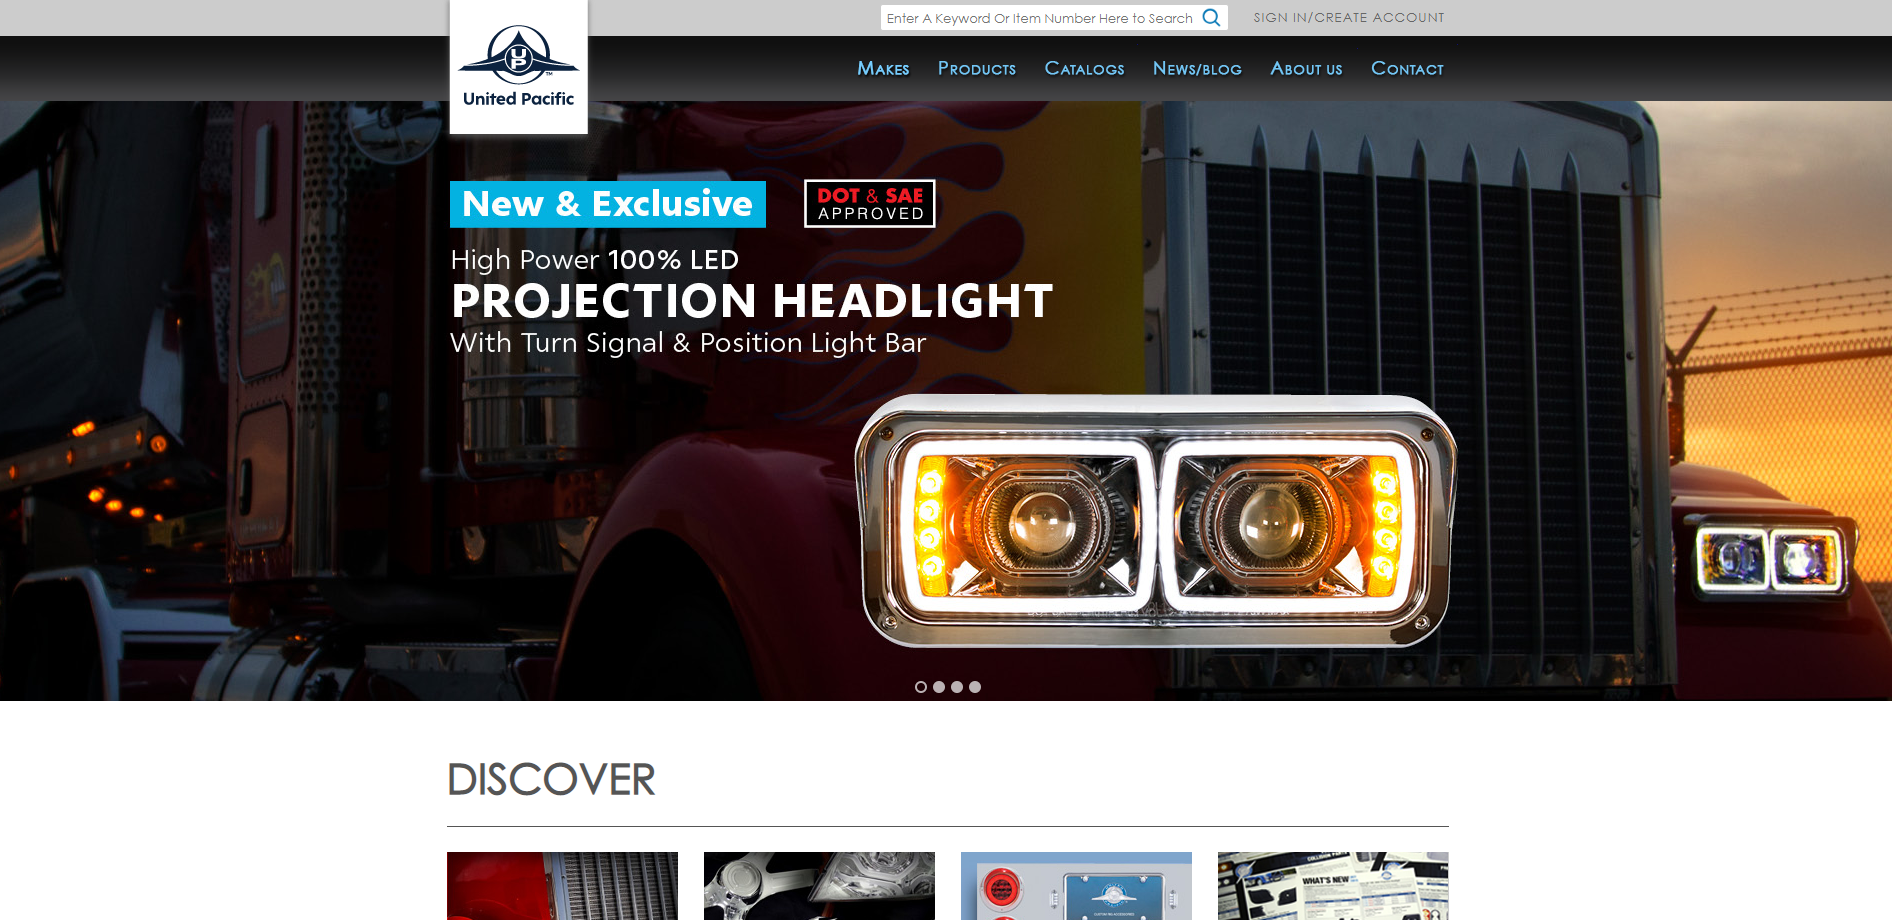 Enter A Keyword Or Item Number Here to Search
SIGN IN/CREATE ACCOUNT
UP
TM
United Pacific
Makes
Products
Catalogs
News/blog
About us
Contact
New & Exclusive
DOT & SAE
APPROVED
High Power 100% LED
PROJECTION HEADLIGHT
With Turn Signal & Position Light Bar
DISCOVER
WHAT'S NEW